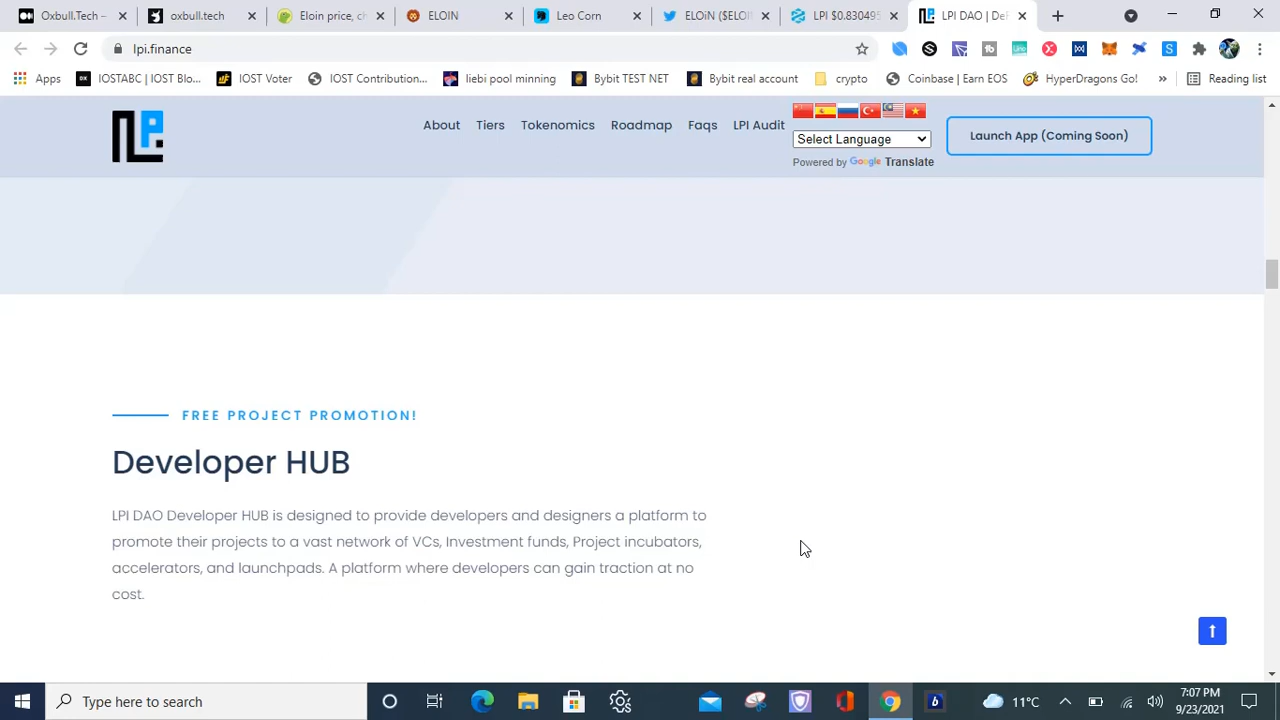 Oxbull.Tech –
oxbull.tech
Eloin price, ch
ELOIN
Leo Corn
ELOiN ($ELOI
LPI $0.830495
LPI DAO | DeF
lpi.finance
Apps
IOSTABC | IOST Blo...
IOST Voter
IOST Contribution...
liebi pool minning
Bybit TEST NET
Bybit real account
crypto
Coinbase | Earn EOS
HyperDragons Go!
»
Reading list
About
Tiers
Tokenomics
Roadmap
Faqs
LPI Audit
Select Language
Powered by Google Translate
Launch App (Coming Soon)
FREE PROJECT PROMOTION!
Developer HUB
LPI DAO Developer HUB is designed to provide developers and designers a platform to
promote their projects to a vast network of VCs, Investment funds, Project incubators,
accelerators, and launchpads. A platform where developers can gain traction at no
cost.
Type here to search
11°C
7:07 PM
9/23/2021